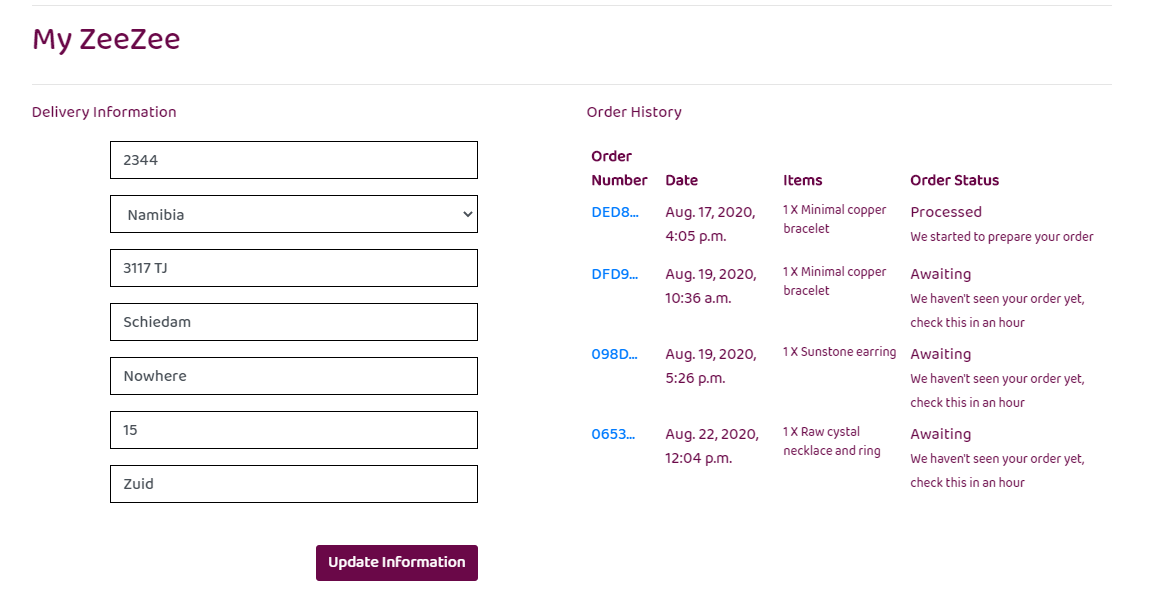 My ZeeZee
Delivery Information
2344
Namibia
3117 TJ
Schiedam
Nowhere
15
Zuid
Update Information
Order History
Order
Number Date Items Order Status
DED8... Aug. 17, 2020, 1 X Minimal copper Processed
4:05 p.m. bracelet We started to prepare your order
DFD9... Aug. 19, 2020, 1 X Minimal copper Awaiting
10:36 a.m. bracelet We haven't seen your order yet,
check this in an hour
098D... Aug. 19, 2020, 1 X Sunstone earring Awaiting
5:26 p.m. We haven't seen your order yet,
check this in an hour
0653... Aug. 22, 2020, 1 X Raw cystal Awaiting
12:04 p.m. necklace and ring We haven't seen your order yet,
check this in an hour